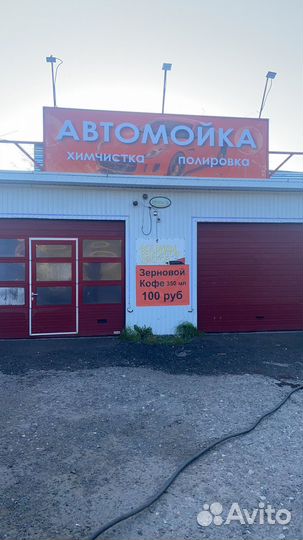 АВТОМОЙКА
химчистка полировка
Зерновой
Кофе 350 мл
100 руб
Avito